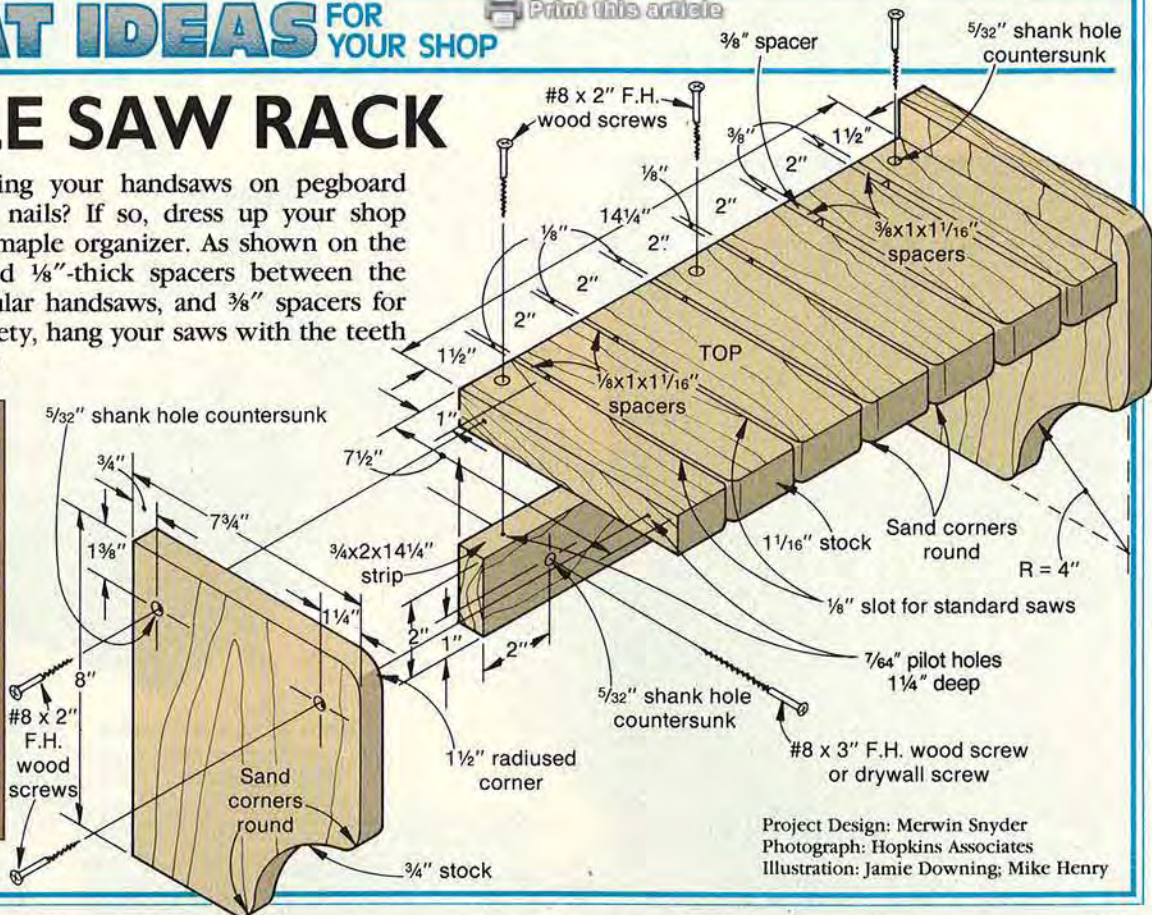 AT IDEAS FOR
YOUR SHOP
Print this article
E SAW RACK
ing your handsaws on pegboard
nails? If so, dress up your shop
maple organizer. As shown on the
d ⅛"-thick spacers between the
lar handsaws, and ⅜" spacers for
ety, hang your saws with the teeth
#8 x 2" F.H.
wood screws
⅜" spacer
5/32" shank hole
countersunk
⅜"
1½"
2"
⅛"
2"
14¼"
2"
⅛"
2"
2"
1½"
⅜x1x1 1/16"
spacers
TOP
⅛x1x1 1/16"
spacers
1"
7½"
5/32" shank hole countersunk
¾"
7¾"
1⅜"
¾x2x14¼"
strip
1¼"
2"
1"
2"
8"
#8 x 2"
F.H.
wood
screws
Sand
corners
round
1½" radiused
corner
¾" stock
5/32" shank hole
countersunk
1 1/16" stock
Sand corners
round
R = 4"
⅛" slot for standard saws
7/64" pilot holes
1¼" deep
#8 x 3" F.H. wood screw
or drywall screw
Project Design: Merwin Snyder
Photograph: Hopkins Associates
Illustration: Jamie Downing; Mike Henry